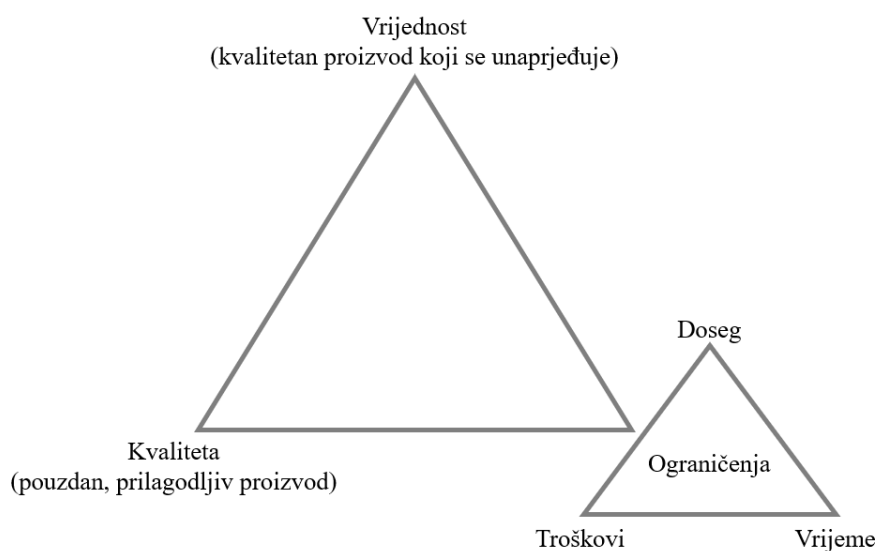 Vrijednost
(kvalitetan proizvod koji se unaprjeđuje)
Doseg
Kvaliteta
(pouzdan, prilagodljiv proizvod)
Ograničenja
Troškovi
Vrijeme